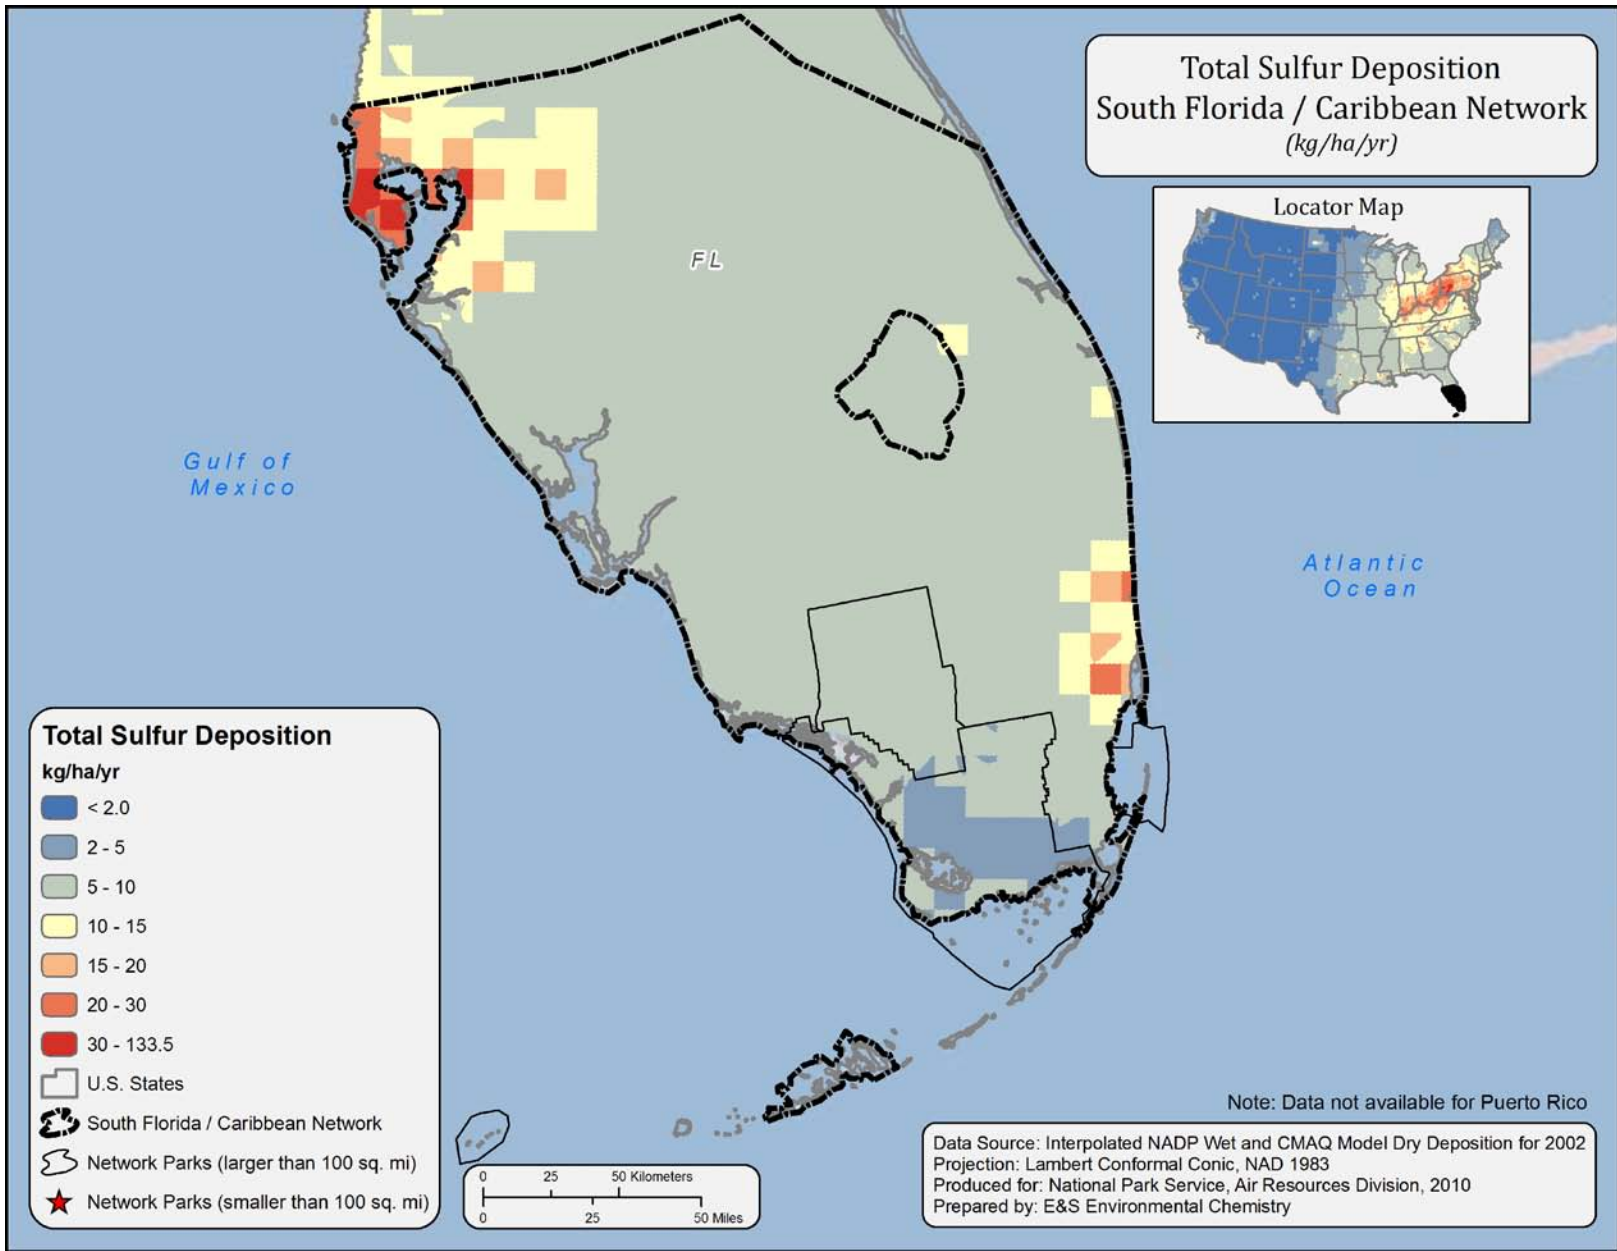 Total Sulfur Deposition
South Florida / Caribbean Network
(kg/ha/yr)
Locator Map
FL
Gulf of
Mexico
Atlantic
Ocean
Total Sulfur Deposition
kg/ha/yr
< 2.0
2 - 5
5 - 10
10 - 15
15 - 20
20 - 30
30 - 133.5
U.S. States
South Florida / Caribbean Network
Network Parks (larger than 100 sq. mi)
Network Parks (smaller than 100 sq. mi)
0 25 50 Kilometers
0 25 50 Miles
Note: Data not available for Puerto Rico
Data Source: Interpolated NADP Wet and CMAQ Model Dry Deposition for 2002
Projection: Lambert Conformal Conic, NAD 1983
Produced for: National Park Service, Air Resources Division, 2010
Prepared by: E&S Environmental Chemistry